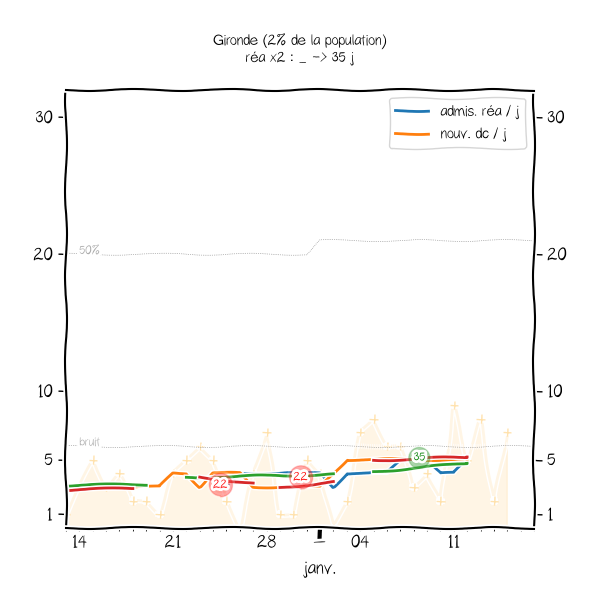 Gironde (2% de la population)
réa x2 : _ -> 35 j
admis. réa / j
nouv. dc / j
30 30
50%
20 20
10 10
bruit
5 5
35
22 22
1 1
14 21 28 04 11
janv.